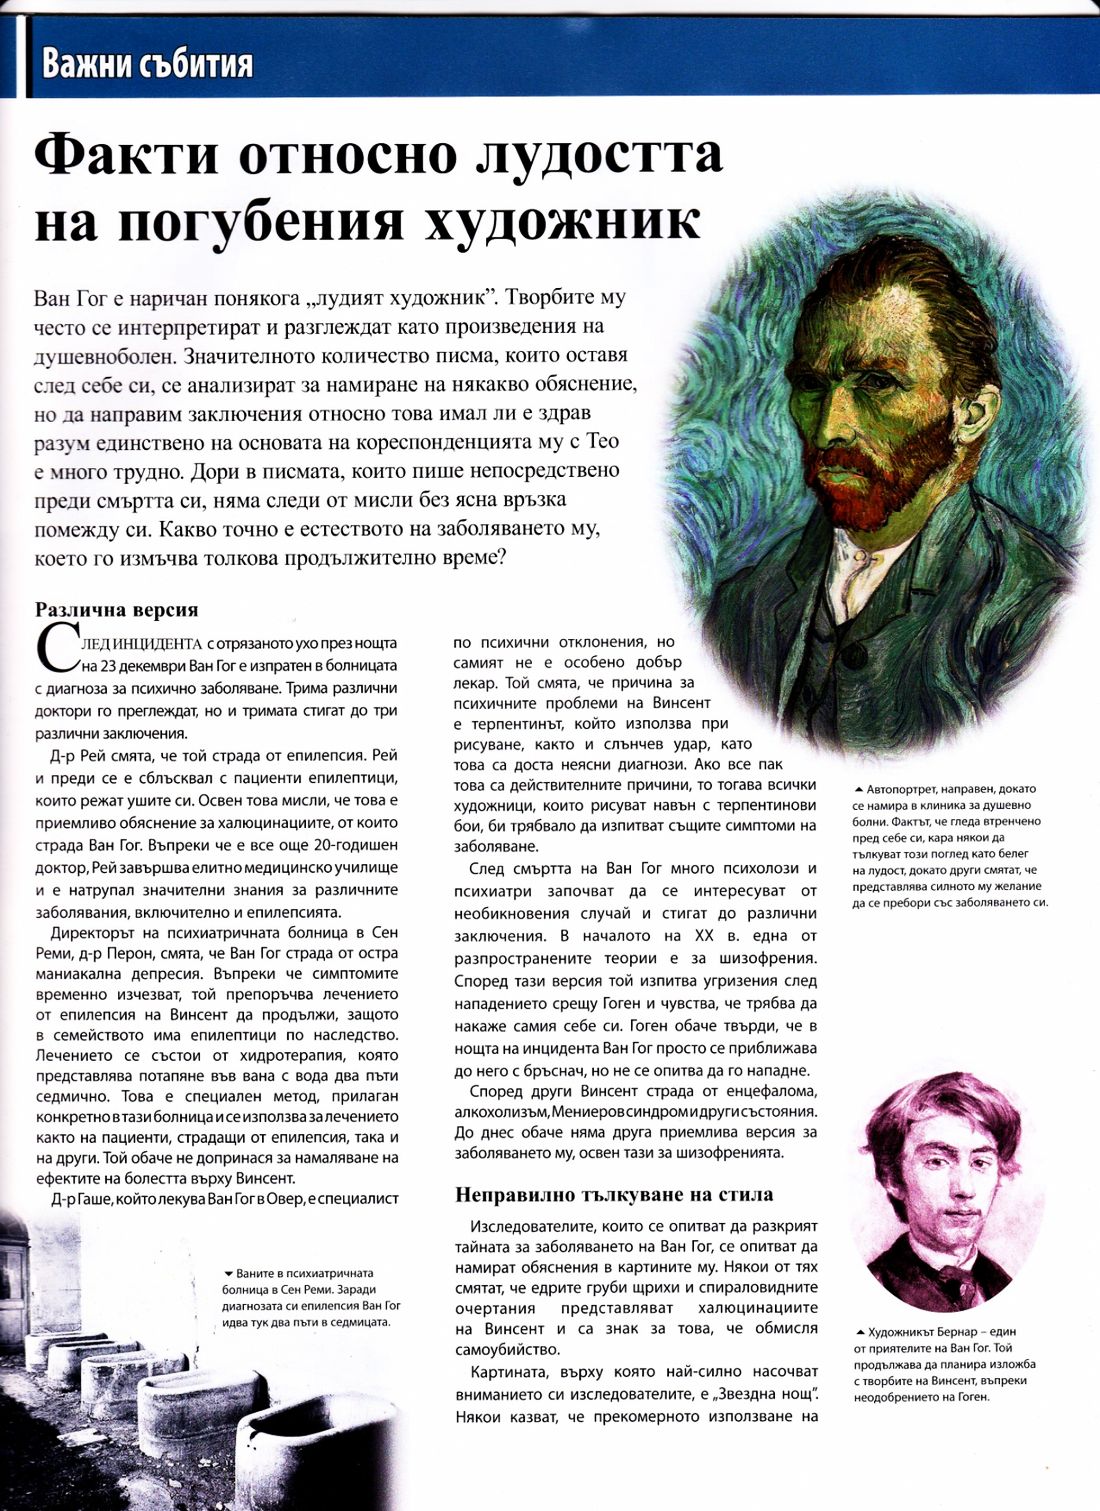 Важни събития
Факти относно лудостта
на погубения художник
Ван Гог е наричан понякога „лудият художник”. Творбите му
често се интерпретират и разглеждат като произведения на
душевноболен. Значителното количество писма, които оставя
след себе си, се анализират за намиране на някакво обяснение,
но да направим заключения относно това имал ли е здрав
разум единствено на основата на кореспонденцията му с Тео
е много трудно. Дори в писмата, които пише непосредствено
преди смъртта си, няма следи от мисли без ясна връзка
помежду си. Какво точно е естеството на заболяването му,
което го измъчва толкова продължително време?
Различна версия
СЛЕД ИНЦИДЕНТА с отрязаното ухо през нощта
на 23 декември Ван Гог е изпратен в болницата
с диагноза за психично заболяване. Трима различни
доктори го преглеждат, но и тримата стигат до три
различни заключения.
Д-р Рей смята, че той страда от епилепсия. Рей
и преди се е сблъсквал с пациенти епилептици,
които режат ушите си. Освен това мисли, че това е
приемливо обяснение за халюцинациите, от които
страда Ван Гог. Въпреки че е все още 20-годишен
доктор, Рей завършва елитно медицинско училище
и е натрупал значителни знания за различните
заболявания, включително и епилепсията.
Директорът на психиатричната болница в Сен
Реми, д-р Перон, смята, че Ван Гог страда от остра
маниакална депресия. Въпреки че симптомите
временно изчезват, той препоръчва лечението
от епилепсия на Винсент да продължи, защото
в семейството има епилептици по наследство.
Лечението се състои от хидротерапия, която
представлява потапяне във вана с вода два пъти
седмично. Това е специален метод, прилаган
конкретно в тази болница и се използва за лечението
както на пациенти, страдащи от епилепсия, така и
на други. Той обаче не допринася за намаляване на
ефектите на болестта върху Винсент.
Д-р Гаше, който лекува Ван Гог в Овер, е специалист
по психични отклонения, но
самият не е особено добър
лекар. Той смята, че причина за
психичните проблеми на Винсент
е терпентинът, който използва при
рисуване, както и слънчев удар, като
това са доста неясни диагнози. Ако все пак
това са действителните причини, то тогава всички
художници, които рисуват навън с терпентинови
бои, би трябвало да изпитват същите симптоми на
заболяване.
След смъртта на Ван Гог много психолози и
психиатри започват да се интересуват от
необикновения случай и стигат до различни
заключения. В началото на XX в. една от
разпространените теории е за шизофрения.
Според тази версия той изпитва угризения след
нападението срещу Гоген и чувства, че трябва да
накаже самия себе си. Гоген обаче твърди, че в
нощта на инцидента Ван Гог просто се приближава
до него с бръснач, но не се опитва да го нападне.
Според други Винсент страда от енцефалома,
алкохолизъм, Мениеров синдром и други състояния.
До днес обаче няма друга приемлива версия за
заболяването му, освен тази за шизофренията.
Неправилно тълкуване на стила
Изследователите, които се опитват да разкрият
тайната за заболяването на Ван Гог, се опитват да
намират обяснения в картините му. Някои от тях
смятат, че едрите груби щрихи и спираловидните
очертания представляват халюцинациите
на Винсент и са знак за това, че обмисля
самоубийство.
Картината, върху която най-силно насочват
вниманието си изследователите, е „Звездна нощ”.
Някои казват, че прекомерното използване на
Автопортрет, направен, докато
се намира в клиника за душевно
болни. Фактът, че гледа втренчено
пред себе си, кара някои да
тълкуват този поглед като белег
на лудост, докато други смятат, че
представлява силното му желание
да се пребори със заболяването си.
Художникът Бернар – един
от приятелите на Ван Гог. Той
продължава да планира изложба
с творбите на Винсент, въпреки
неодобрението на Гоген.
Ваните в психиатричната
болница в Сен Реми. Заради
диагнозата си епилепсия Ван Гог
идва тук два пъти в седмицата.